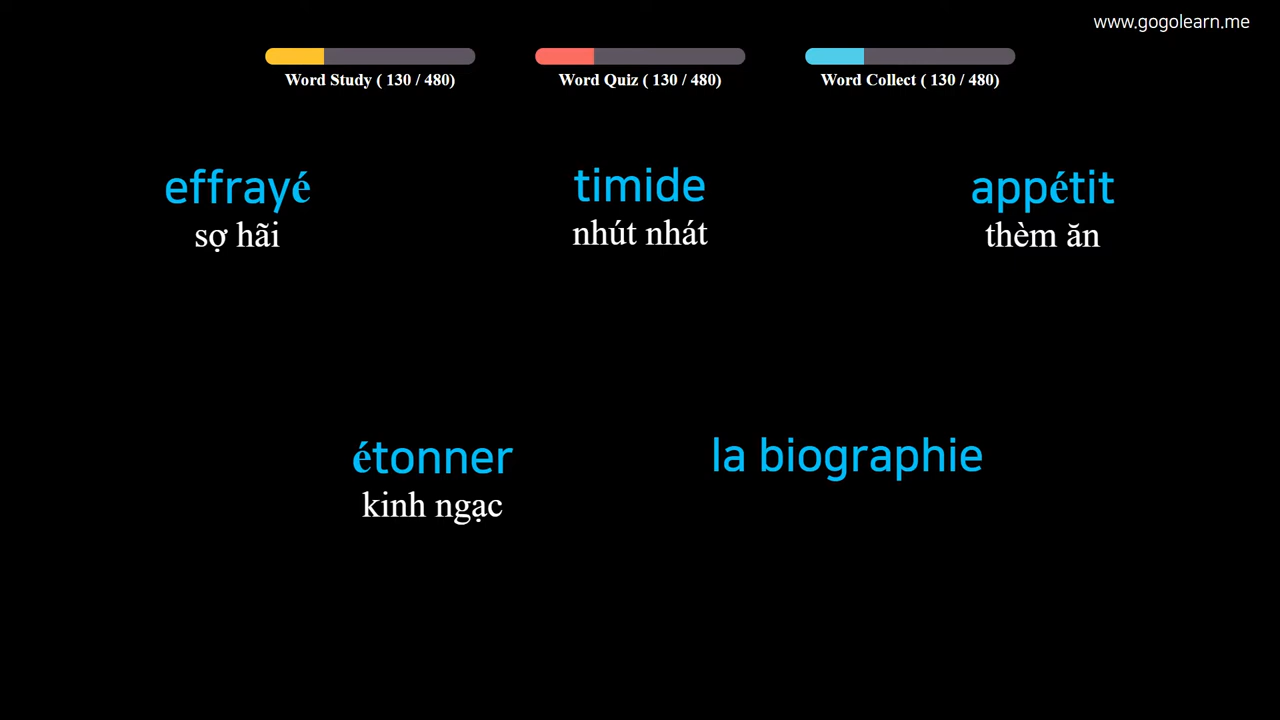 www.gogolearn.me
Word Study ( 130 / 480)
Word Quiz ( 130 / 480)
Word Collect ( 130 / 480)
effrayé
sợ hãi
timide
nhút nhát
appétit
thèm ăn
étonner
kinh ngạc
la biographie